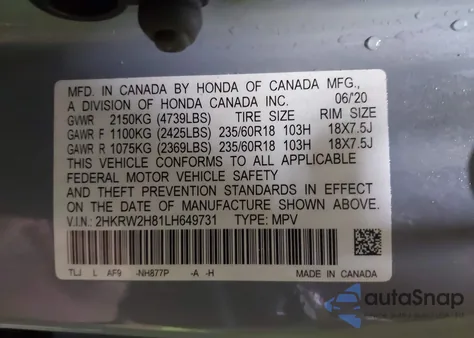 MFD. IN CANADA BY HONDA OF CANADA MFG.,
A DIVISION OF HONDA CANADA INC. 06/'20
GVWR 2150KG (4739LBS) TIRE SIZE RIM SIZE
GAWR F 1100KG (2425LBS) 235/60R18 103H 18X7.5J
GAWR R 1075KG (2369LBS) 235/60R18 103H 18X7.5J
THIS VEHICLE CONFORMS TO ALL APPLICABLE
FEDERAL MOTOR VEHICLE SAFETY
AND THEFT PREVENTION STANDARDS IN EFFECT
ON THE DATE OF MANUFACTURE SHOWN ABOVE.
V.I.N.: 2HKRW2H81LH649731 TYPE: MPV
TLJ L AF9 -NH877P -A -H
MADE IN CANADA
autoSnap